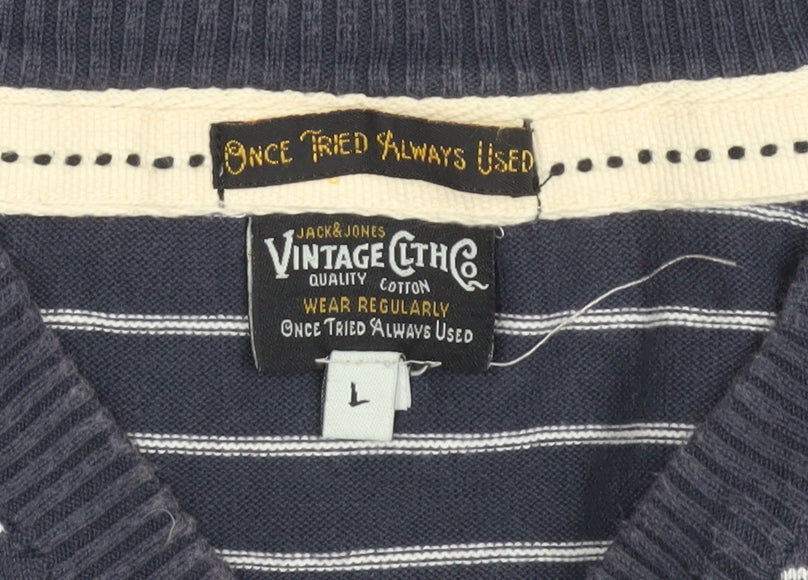 ONCE TRIED ALWAYS USED
JACK&JONES
VINTAGE CLTH CO
QUALITY COTTON
WEAR REGULARLY
ONCE TRIED ALWAYS USED
L